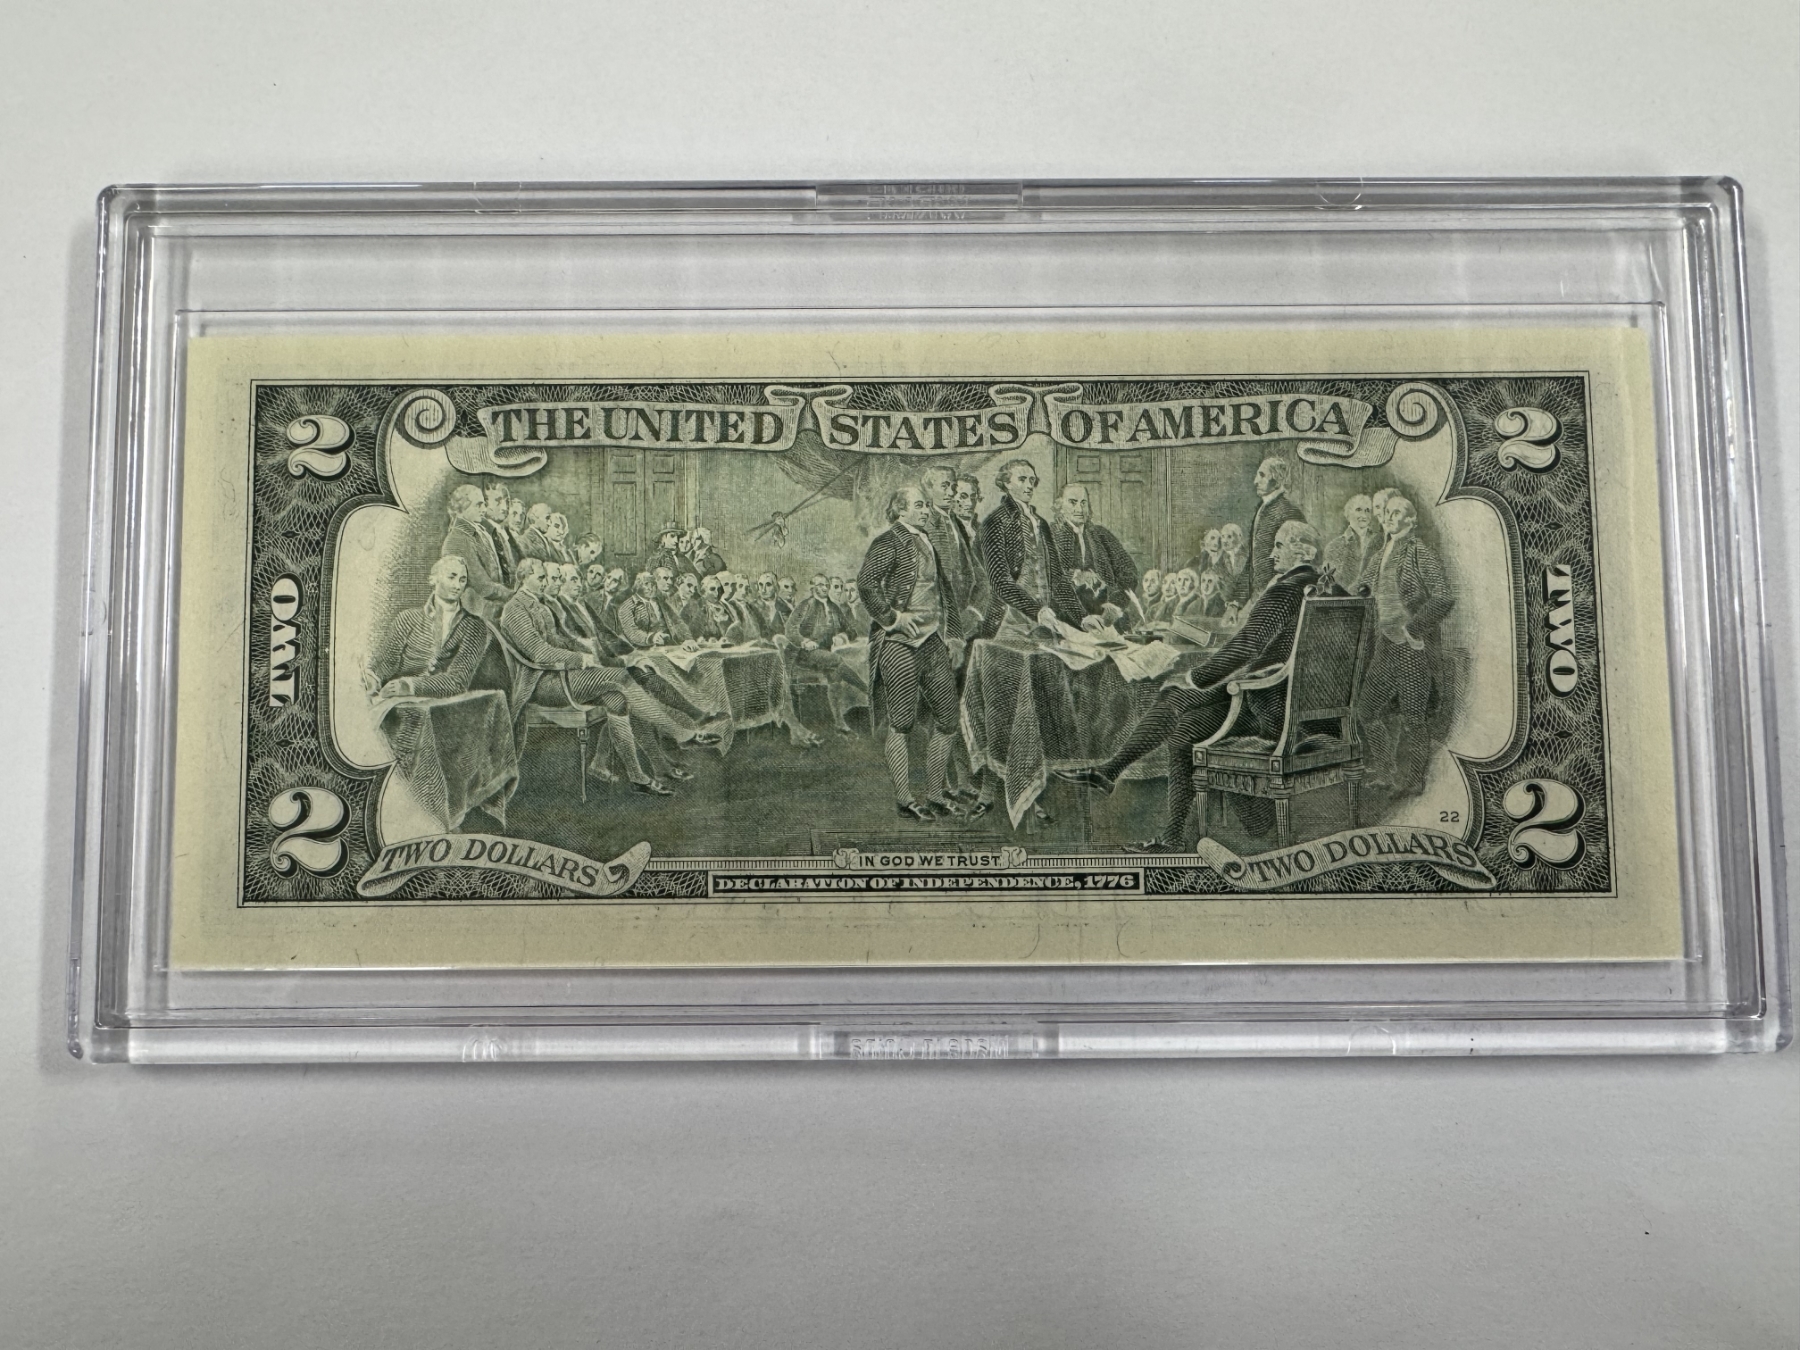 THE UNITED STATES OF AMERICA
2
2
TWO
TWO
2
2
22
TWO DOLLARS
IN GOD WE TRUST
TWO DOLLARS
DECLARATION OF INDEPENDENCE, 1776